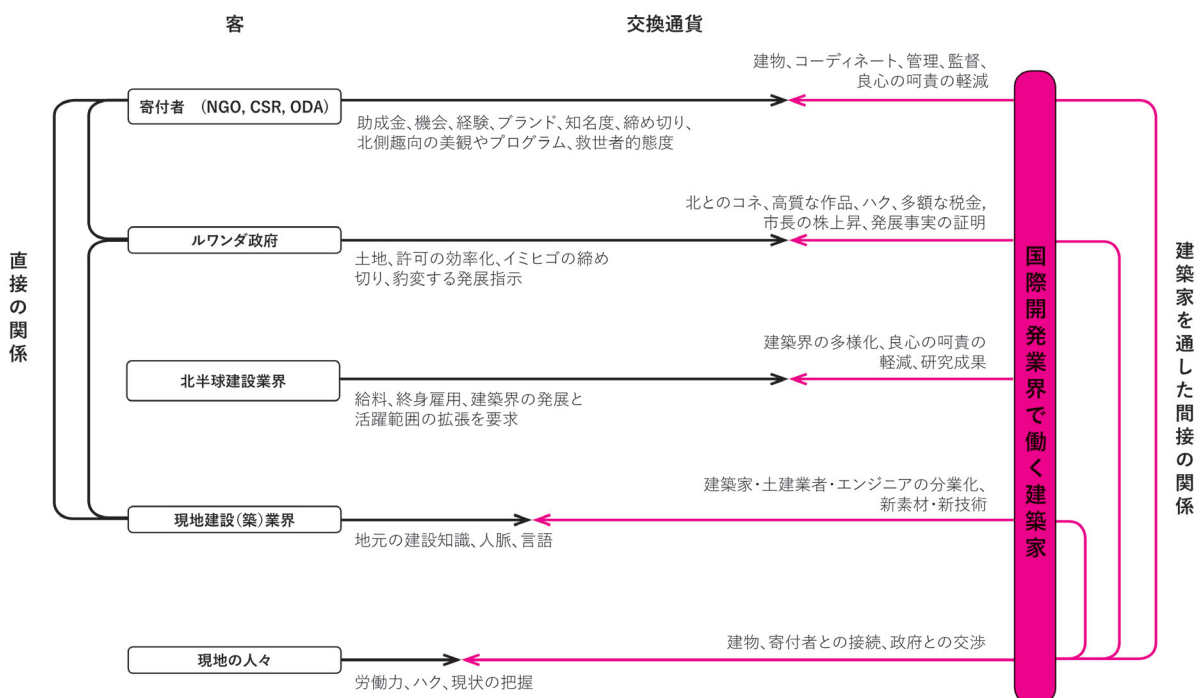 客
交換通貨
建物、コーディネート、管理、監督、
良心の呵責の軽減
寄付者 (NGO, CSR, ODA)
助成金、機会、経験、ブランド、知名度、締め切り、
北側趣向の美観やプログラム、救世者的態度
北とのコネ、高質な作品、ハク、多額な税金,
市長の株上昇、発展事実の証明
ルワンダ政府
土地、許可の効率化、イミヒゴの締め
切り、豹変する発展指示
直接の関係
国際開発業界で働く建築家
建築家を通した間接の関係
建築界の多様化、良心の呵責の
軽減、研究成果
北半球建設業界
給料、終身雇用、建築界の発展と
活躍範囲の拡張を要求
建築家・土建業者・エンジニアの分業化、
新素材・新技術
現地建設(築)業界
地元の建設知識、人脈、言語
建物、寄付者との接続、政府との交渉
現地の人々
労働力、ハク、現状の把握